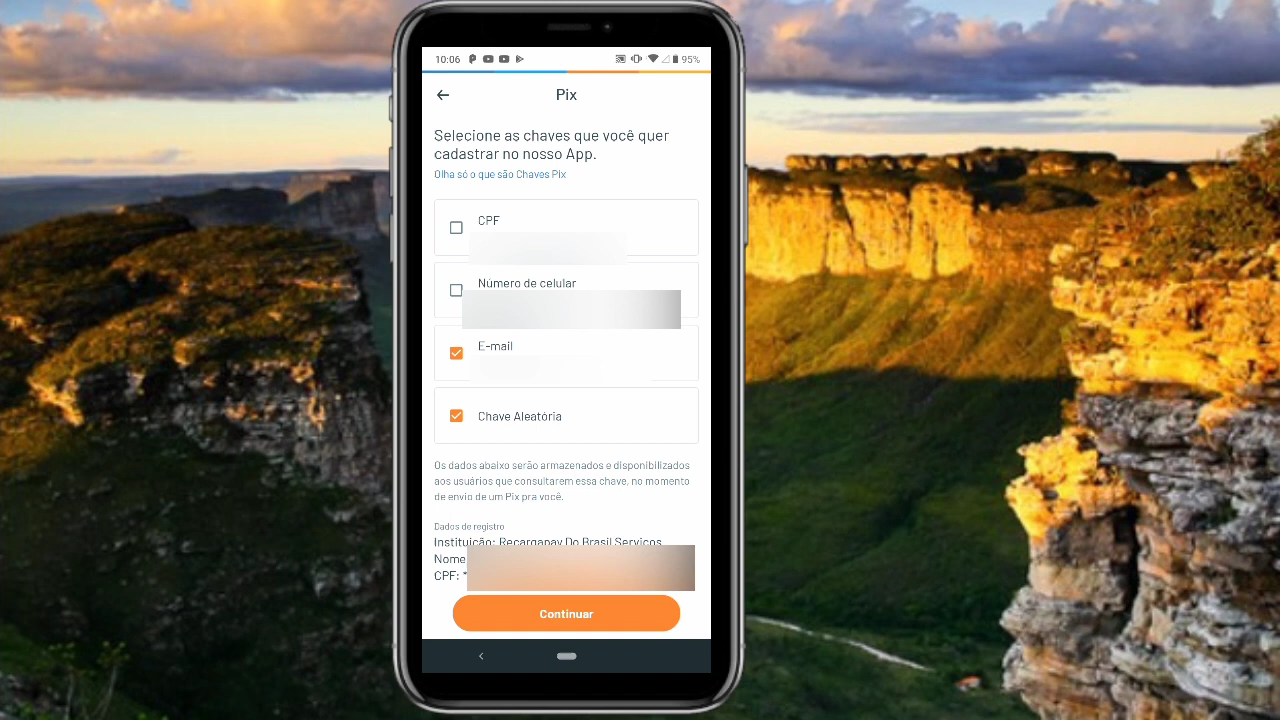 10:06
95%
Pix
Selecione as chaves que você quer
cadastrar no nosso App.
Olha só o que são Chaves Pix
CPF
Número de celular
E-mail
Chave Aleatória
Os dados abaixo serão armazenados e disponibilizados
aos usuários que consultarem essa chave, no momento
de envio de um Pix pra você.
Dados de registro
Instituição: Recargapay Do Brasil Serviços
Nome
CPF: *
Continuar